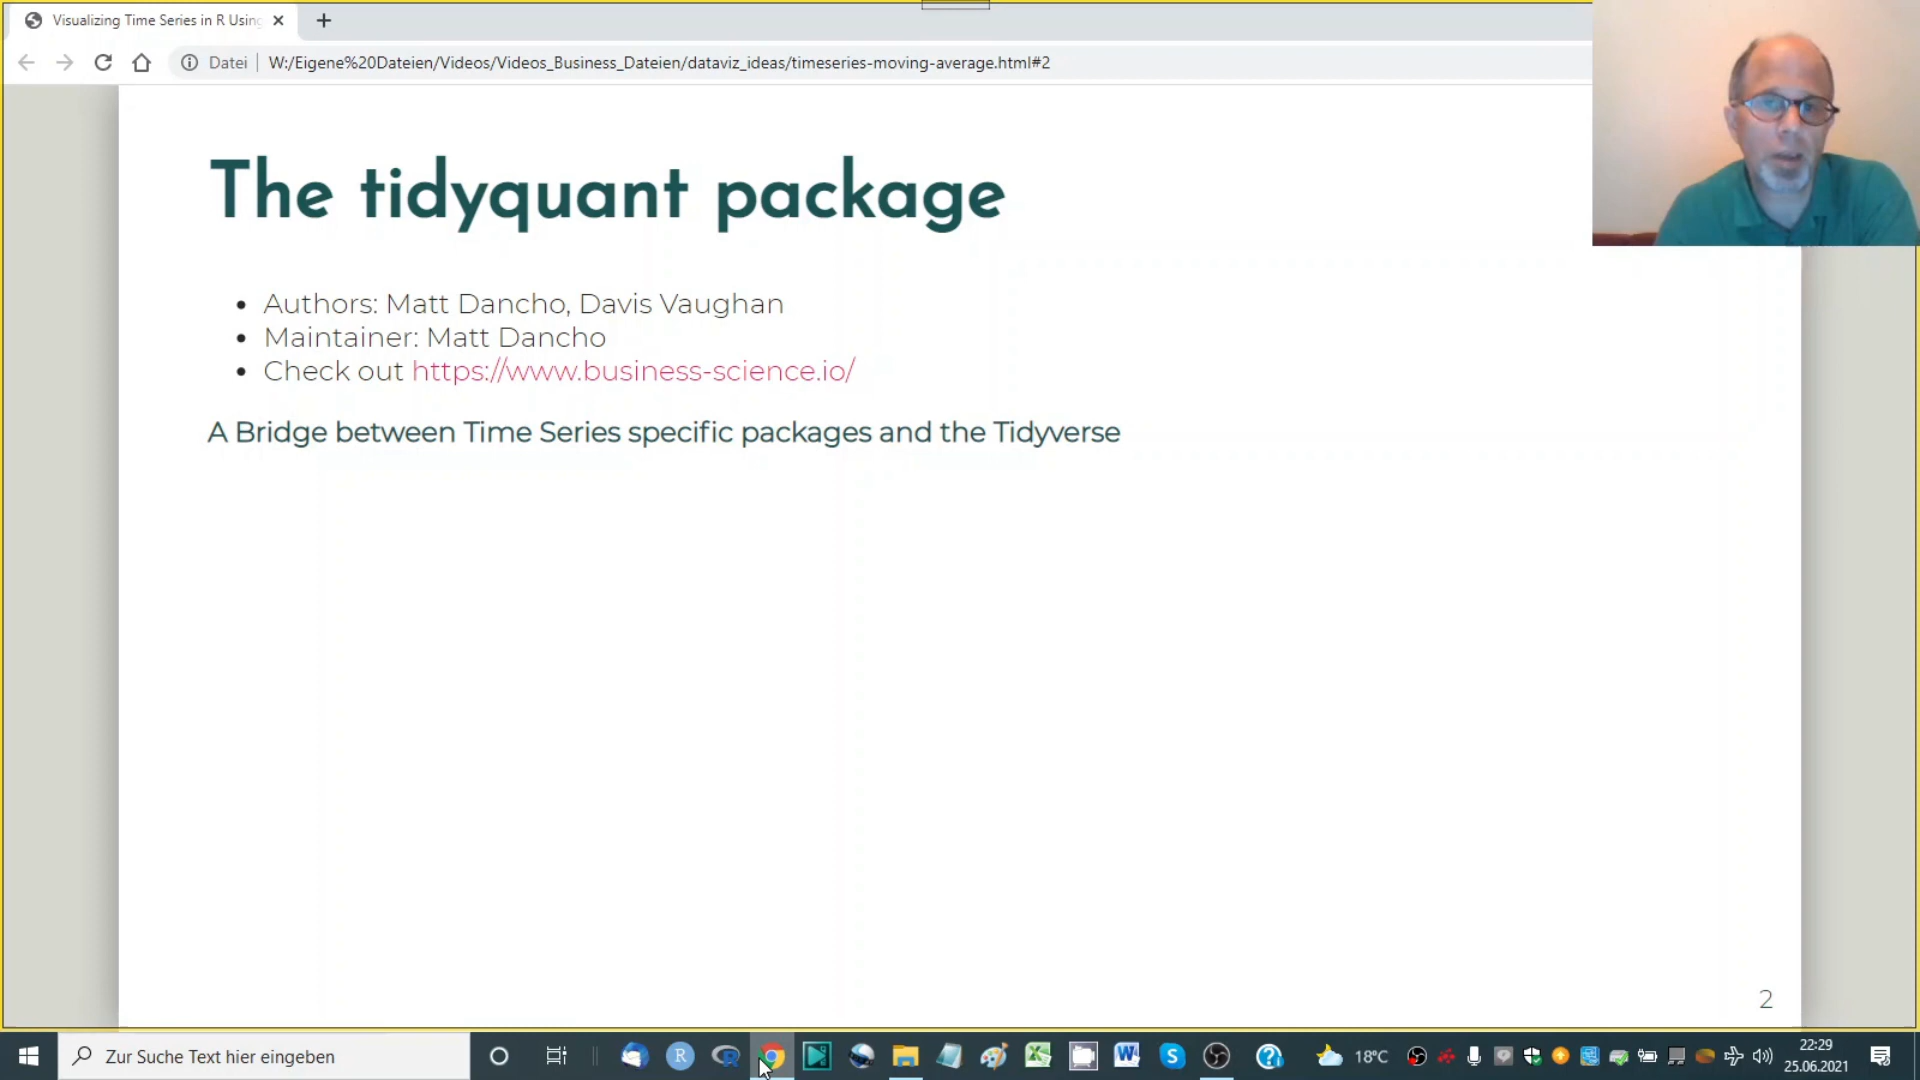 Visualizing Time Series in R Using
Datei
W:/Eigene%20Dateien/Videos/Videos_Business_Dateien/dataviz_ideas/timeseries-moving-average.html#2
The tidyquant package
Authors: Matt Dancho, Davis Vaughan
Maintainer: Matt Dancho
Check out https://www.business-science.io/
A Bridge between Time Series specific packages and the Tidyverse
2
Zur Suche Text hier eingeben
18°C
22:29
25.06.2021